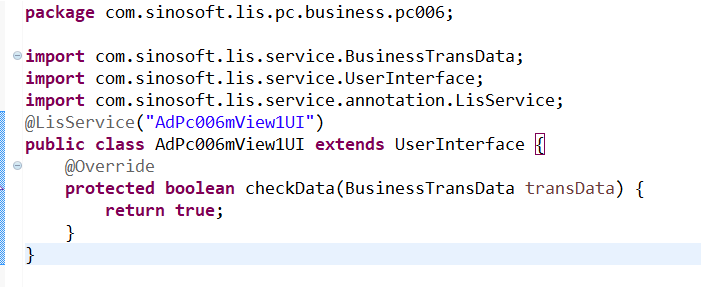 package com.sinosoft.lis.pc.business.pc006;
import com.sinosoft.lis.service.BusinessTransData;
import com.sinosoft.lis.service.UserInterface;
import com.sinosoft.lis.service.annotation.LisService;
@LisService("AdPc006mView1UI")
public class AdPc006mView1UI extends UserInterface {
    @Override
    protected boolean checkData(BusinessTransData transData) {
        return true;
    }
}